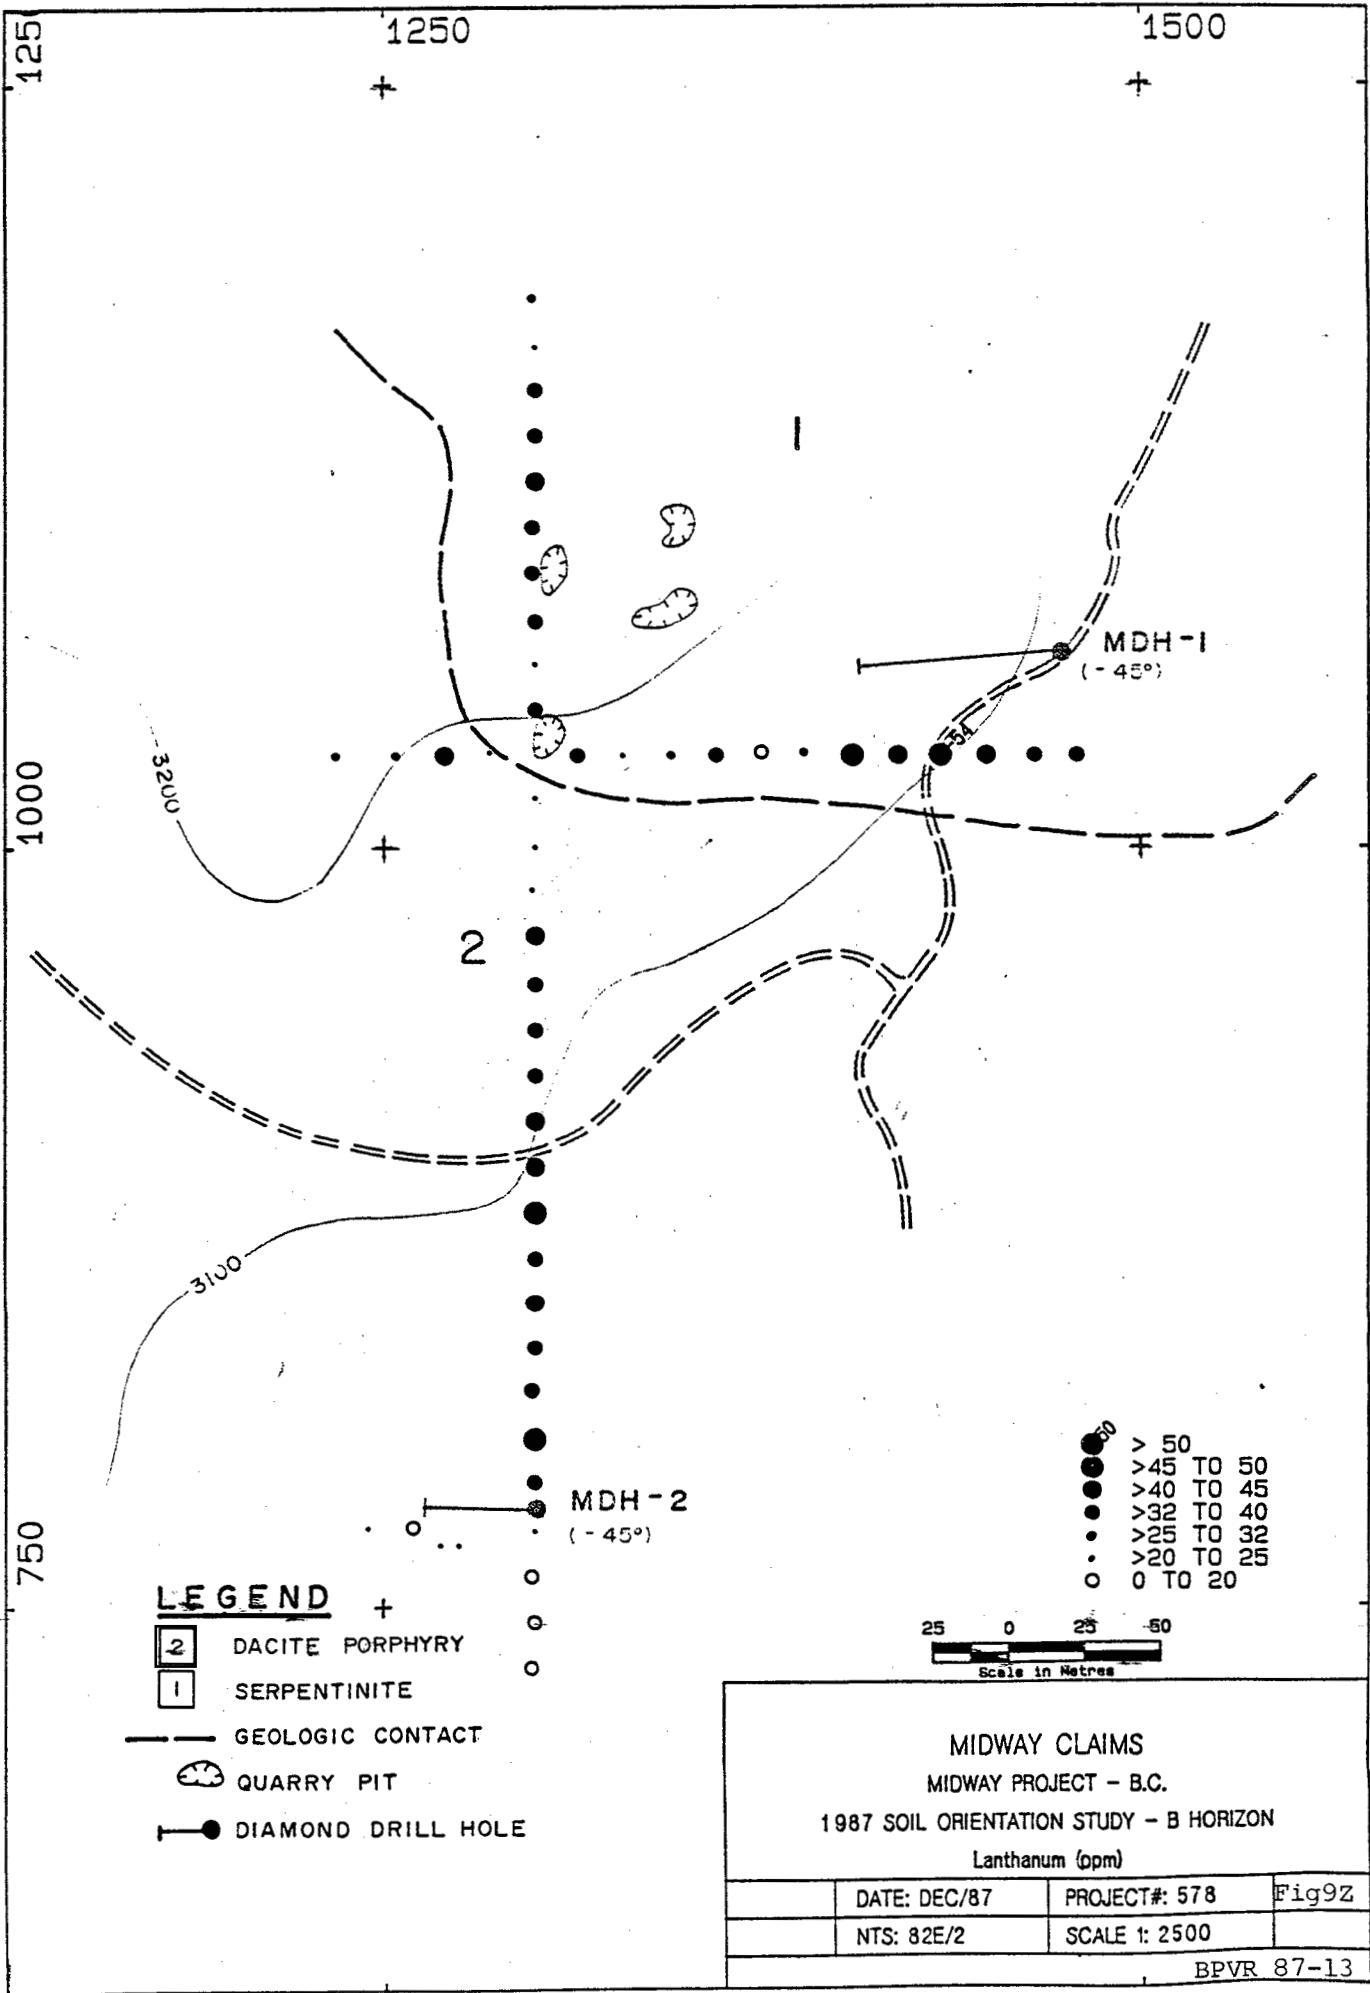 1250
1500
125
1
MDH-1
(-45°)
54
3200
1000
2
3100
MDH-2
(-45°)
750
50
> 50
>45 TO 50
>40 TO 45
>32 TO 40
>25 TO 32
>20 TO 25
0 TO 20
25 0 25 50
Scale in Metres
LEGEND
2 DACITE PORPHYRY
1 SERPENTINITE
GEOLOGIC CONTACT
QUARRY PIT
DIAMOND DRILL HOLE
MIDWAY CLAIMS
MIDWAY PROJECT - B.C.
1987 SOIL ORIENTATION STUDY - B HORIZON
Lanthanum (ppm)
DATE: DEC/87 PROJECT#: 578 Fig9Z
NTS: 82E/2 SCALE 1: 2500
BPVR 87-13